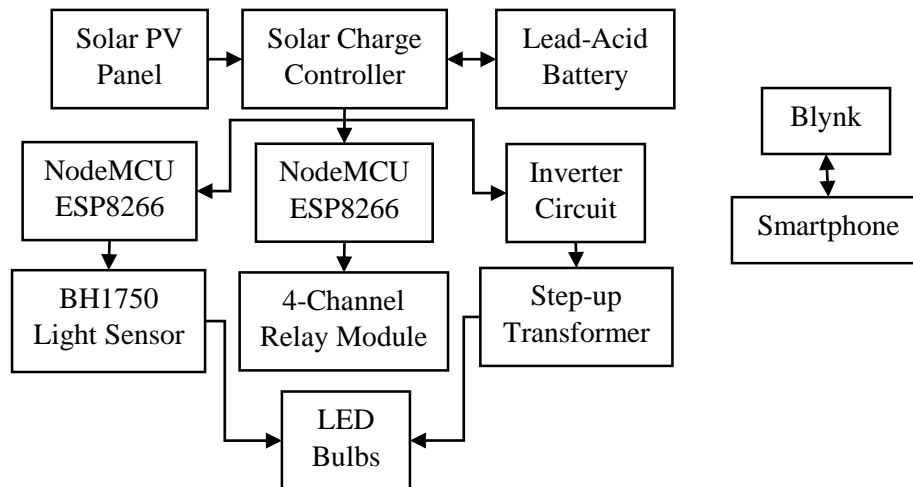 Solar PV
Panel
Solar Charge
Controller
Lead-Acid
Battery
Blynk
Smartphone
NodeMCU
ESP8266
NodeMCU
ESP8266
Inverter
Circuit
BH1750
Light Sensor
4-Channel
Relay Module
Step-up
Transformer
LED
Bulbs